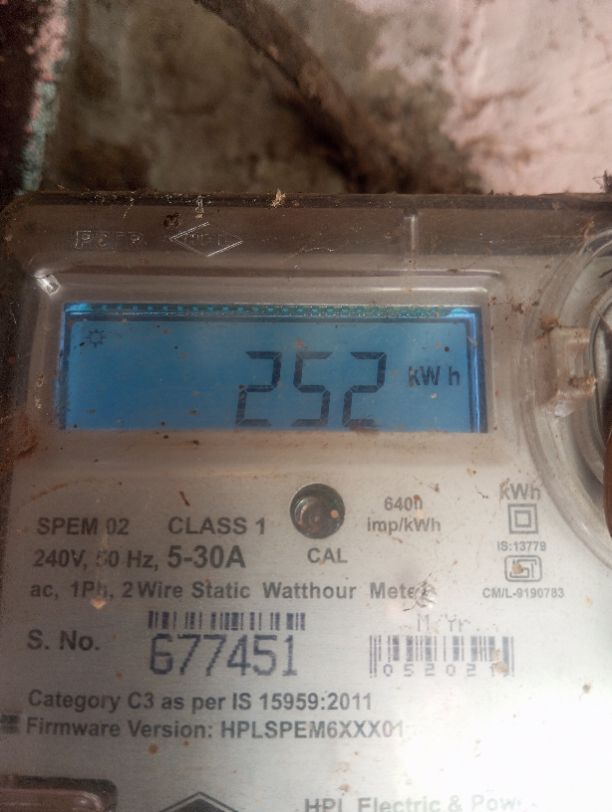 252 kWh
SPEM 02 CLASS 1
6400 imp/kWh
kWh
240V, 50 Hz, 5-30A
CAL
IS:13779
ac, 1Ph, 2 Wire Static Watthour Meter
CM/L-9190783
S. No. 677451
M/Yr.
052021
Category C3 as per IS 15959:2011
Firmware Version: HPLSPEM6XXX01
HPL Electric &